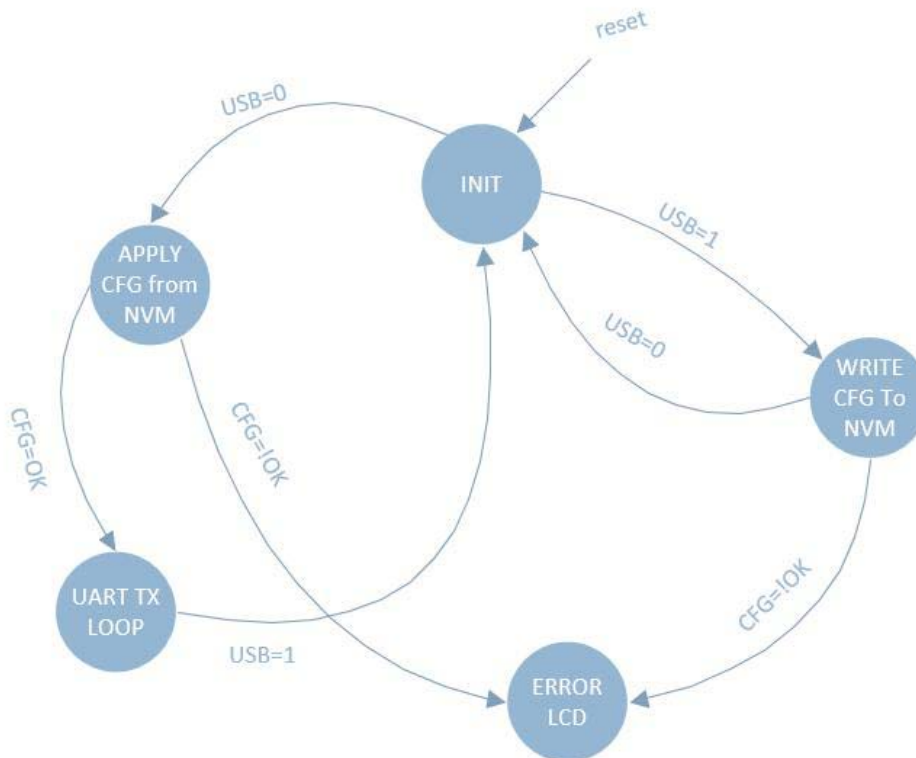 reset
USB=0
INIT
USB=1
APPLY
CFG from
NVM
USB=0
WRITE
CFG To
NVM
CFG=OK
CFG=!OK
UART TX
LOOP
USB=1
CFG=!OK
ERROR
LCD